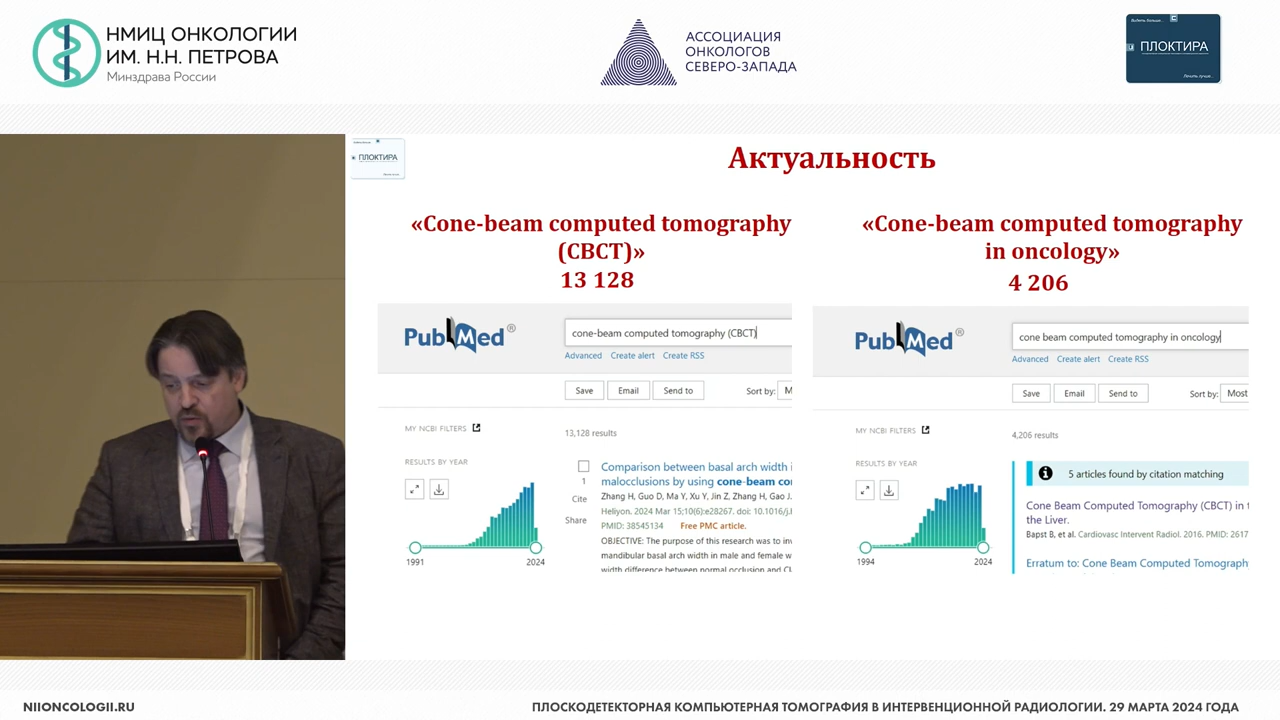 НМИЦ ОНКОЛОГИИ
ИМ. Н.Н. ПЕТРОВА
Минздрава России
АССОЦИАЦИЯ
ОНКОЛОГОВ
СЕВЕРО-ЗАПАДА
Видеть больше...
ПЛОКТИРА
Лечить лучше...
ПЛОКТИРА
Актуальность
«Cone-beam computed tomography
(CBCT)»
13 128
PubMed®
cone-beam computed tomography (CBCT)
Advanced Create alert Create RSS
Save Email Send to Sort by: M
MY NCBI FILTERS
13,128 results
RESULTS BY YEAR
1991 2024
1
Cite
Share
Comparison between basal arch width i
malocclusions by using cone-beam co
Zhang H, Guo D, Ma Y, Xu Y, Jin Z, Zhang H, Gao J.
Heliyon. 2024 Mar 15;10(6):e28267. doi: 10.1016/j.
PMID: 38545134 Free PMC article.
OBJECTIVE: The purpose of this research was to inv
mandibular basal arch width in male and female w
width difference between normal occlusion and Cl
«Cone-beam computed tomography
in oncology»
4 206
PubMed®
cone beam computed tomography in oncology
Advanced Create alert Create RSS
Save Email Send to Sort by: Most
MY NCBI FILTERS
4,206 results
RESULTS BY YEAR
1994 2024
5 articles found by citation matching
Cone Beam Computed Tomography (CBCT) in t
the Liver.
Bapst B, et al. Cardiovasc Intervent Radiol. 2016. PMID: 2617
Erratum to: Cone Beam Computed Tomography
NIIONCOLOGII.RU
ПЛОСКОДЕТЕКТОРНАЯ КОМПЬЮТЕРНАЯ ТОМОГРАФИЯ В ИНТЕРВЕНЦИОННОЙ РАДИОЛОГИИ. 29 МАРТА 2024 ГОДА